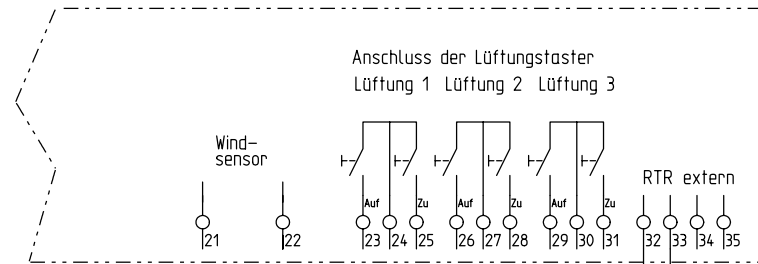 Anschluss der Lüftungstaster
Lüftung 1 Lüftung 2 Lüftung 3
Wind-
sensor
RTR extern
Auf Zu Auf Zu Auf Zu
21 22 23 24 25 26 27 28 29 30 31 32 33 34 35